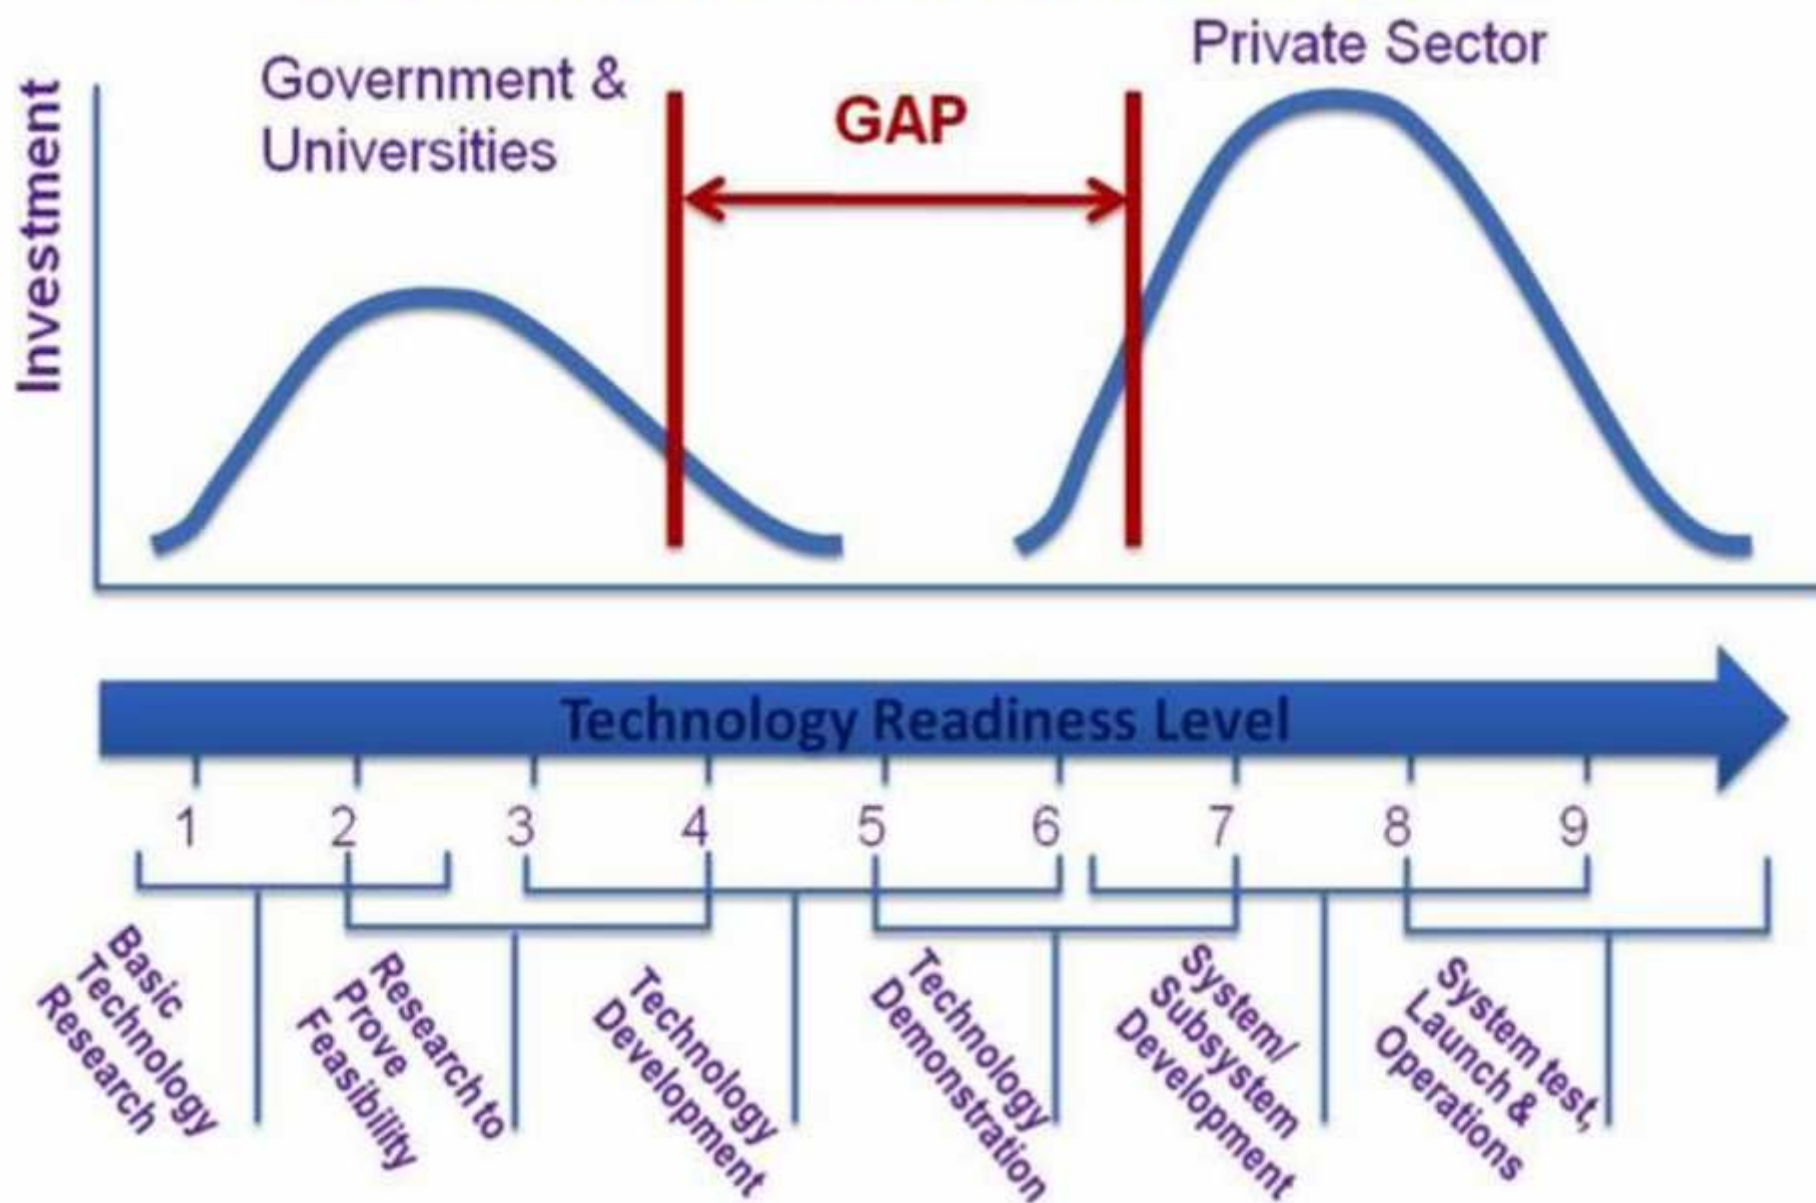 Private Sector
Government &
Universities
GAP
Investment
Technology Readiness Level
1 2 3 4 5 6 7 8 9
Basic
Technology
Research
Research to
Prove
Feasibility
Technology
Development
Technology
Demonstration
System/
Subsystem
Development
System test,
Launch &
Operations